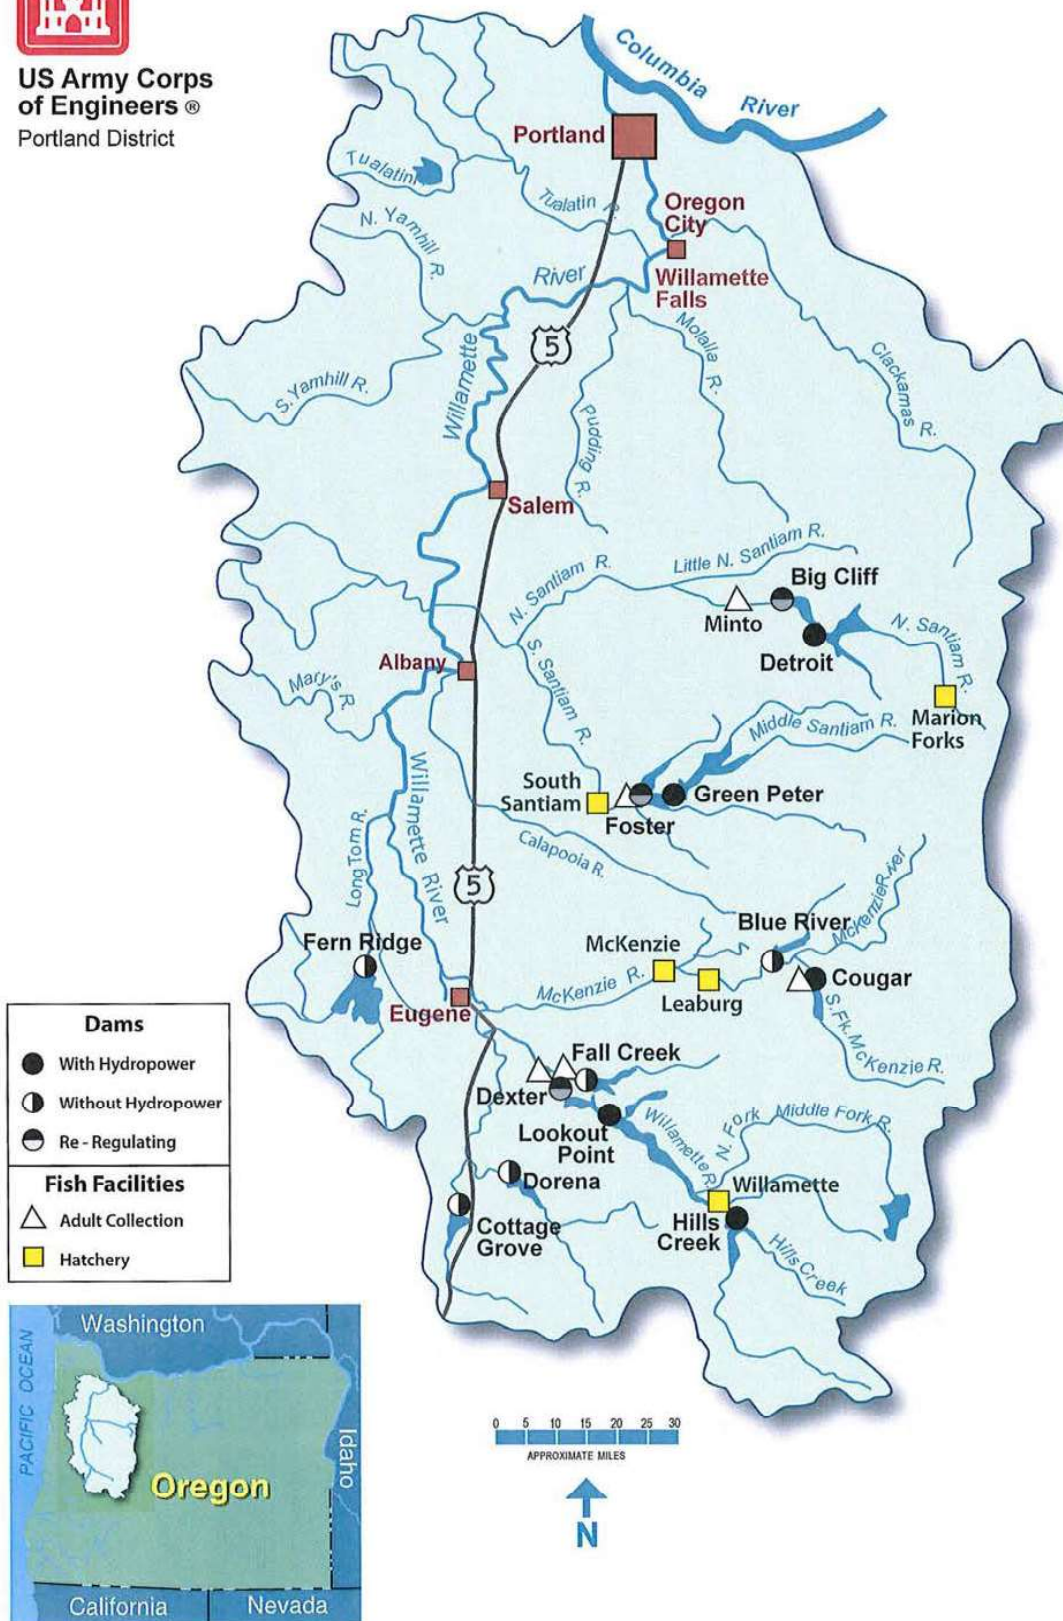 US Army Corps
of Engineers ®
Portland District
Columbia River
Portland
Tualatin
Tualatin R.
Oregon
City
N. Yamhill R.
River
Willamette
Falls
5
Willamette
Molalla R.
Clackamas R.
S. Yamhill R.
Pudding R.
Salem
Little N. Santiam R.
N. Santiam R.
Big Cliff
Minto
N. Santiam R.
Detroit
S. Santiam R.
Albany
Mary's R.
Marion
Forks
Middle Santiam R.
South
Santiam
Green Peter
Foster
Willamette River
Long Tom R.
Calapooia R.
5
McKenzie River
Blue River
Fern Ridge
McKenzie
Cougar
McKenzie R.
Leaburg
Eugene
S. Fk. McKenzie R.
Fall Creek
Dexter
Lookout
Point
Willamette R.
N. Fork Middle Fork R.
Dorena
Willamette
Cottage
Grove
Hills
Creek
Hills Creek
Dams
With Hydropower
Without Hydropower
Re - Regulating
Fish Facilities
Adult Collection
Hatchery
Washington
PACIFIC OCEAN
Idaho
Oregon
California
Nevada
0 5 10 15 20 25 30
APPROXIMATE MILES
N